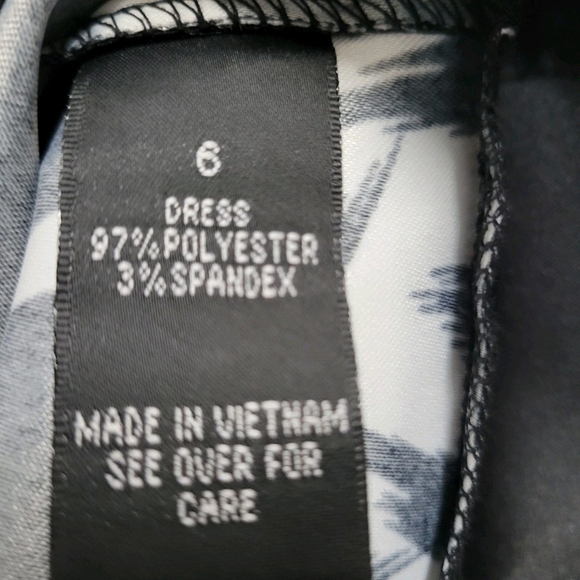 6
DRESS
97%POLYESTER
3%SPANDEX
MADE IN VIETNAM
SEE OVER FOR
CARE